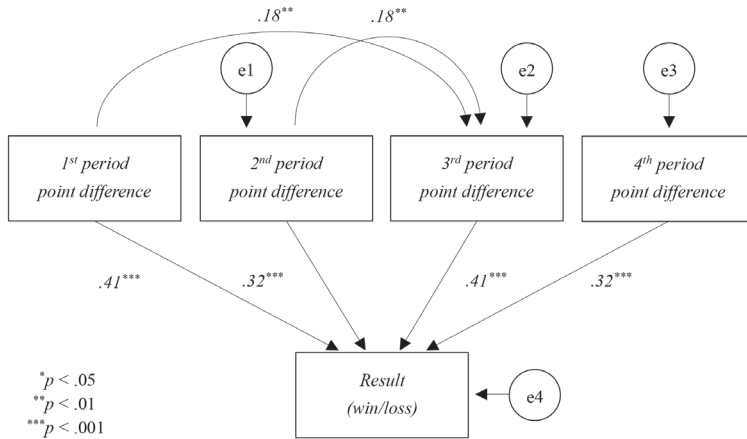 .18**
.18**
e1
e2
e3
1st period
point difference
2nd period
point difference
3rd period
point difference
4th period
point difference
.41***
.32***
.41***
.32***
Result
(win/loss)
e4
*p < .05
**p < .01
***p < .001